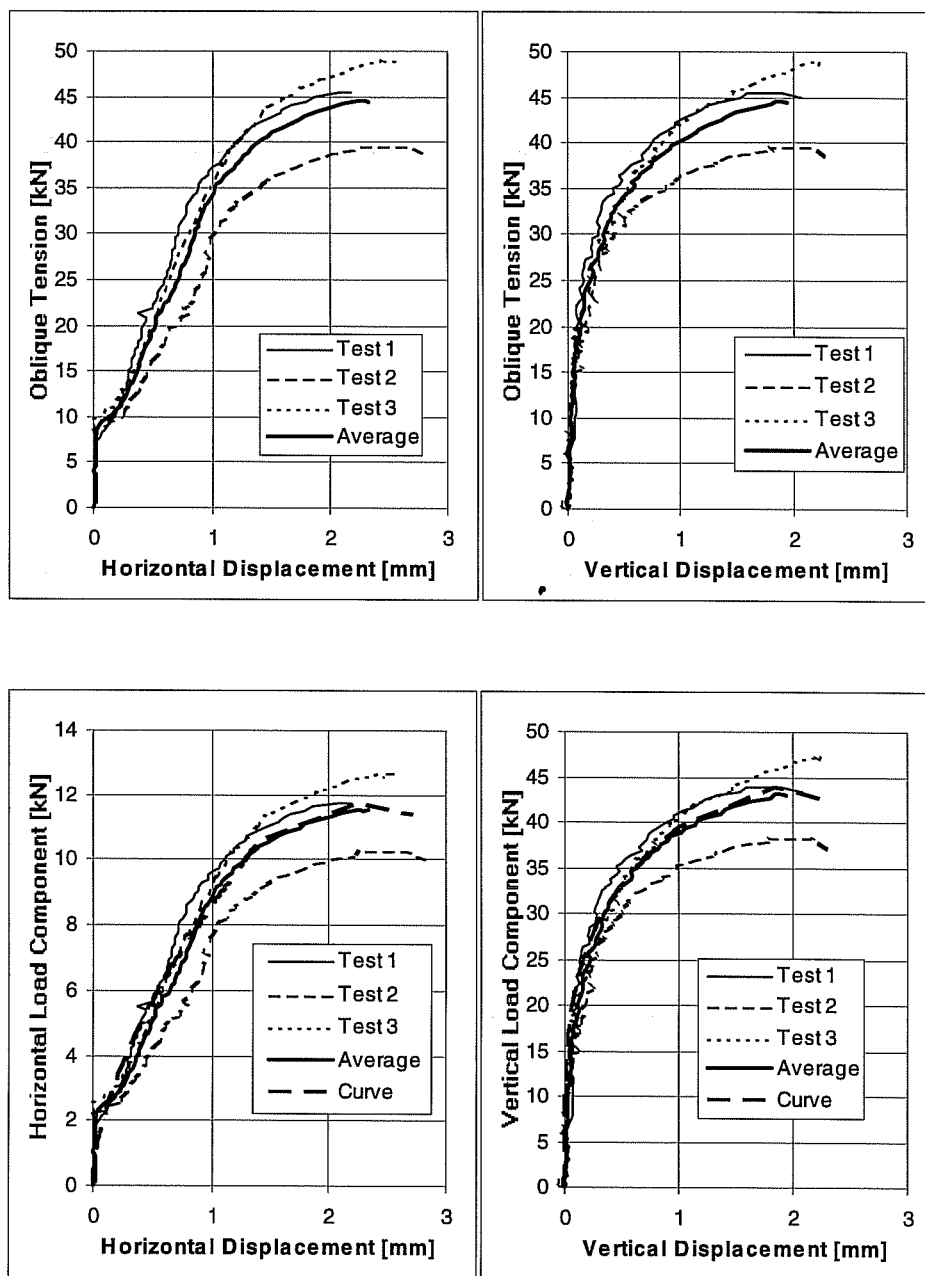 50
45
40
35
30
25
20
15
10
5
0
Oblique Tension [kN]
Test 1
Test 2
Test 3
Average
0 1 2 3
Horizontal Displacement [mm]
50
45
40
35
30
25
20
15
10
5
0
Oblique Tension [kN]
Test 1
Test 2
Test 3
Average
0 1 2 3
Vertical Displacement [mm]
14
12
10
8
6
4
2
0
Horizontal Load Component [kN]
Test 1
Test 2
Test 3
Average
Curve
0 1 2 3
Horizontal Displacement [mm]
50
45
40
35
30
25
20
15
10
5
0
Vertical Load Component [kN]
Test 1
Test 2
Test 3
Average
Curve
0 1 2 3
Vertical Displacement [mm]